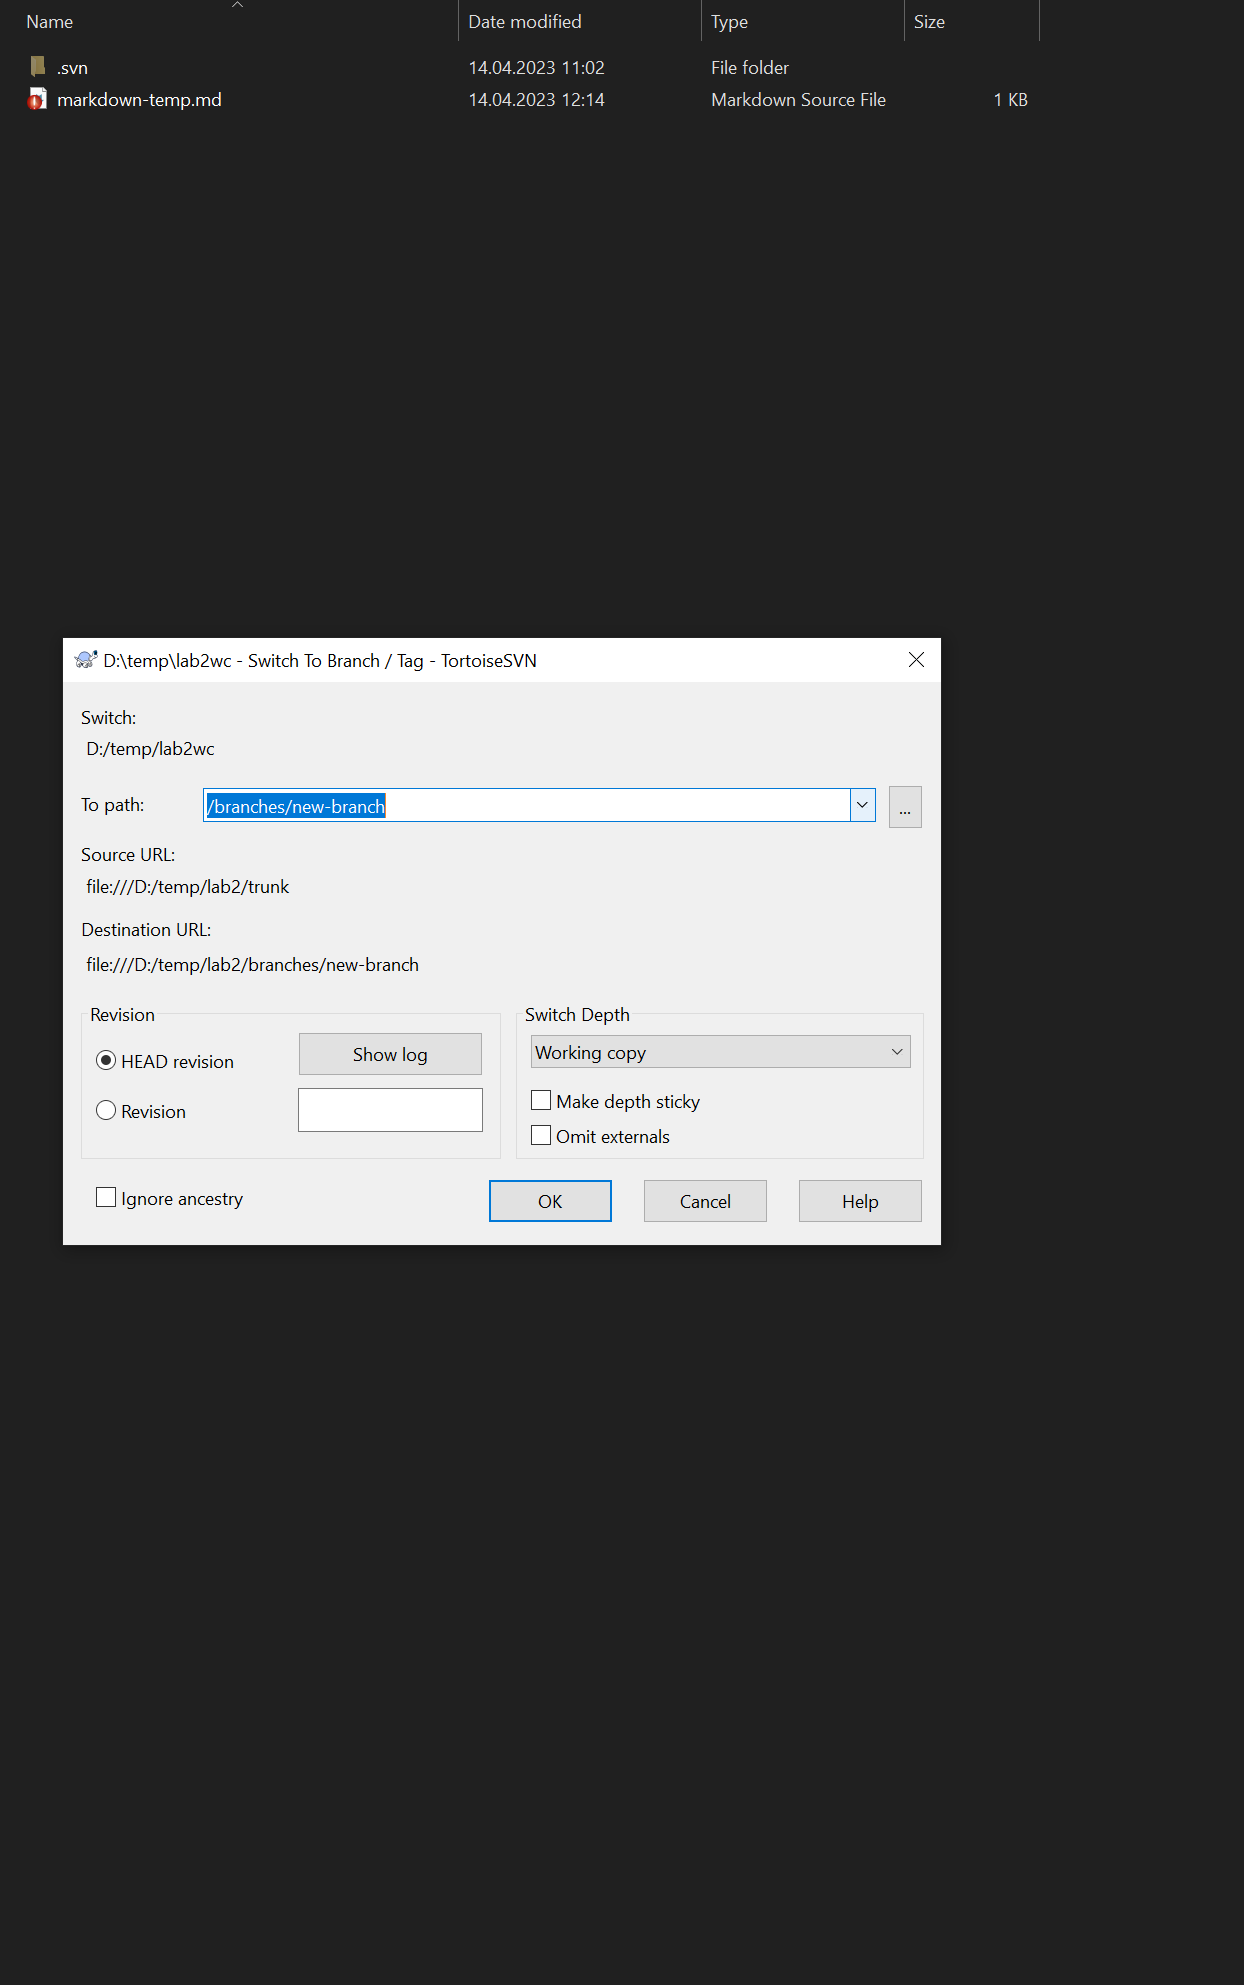 Name Date modified Type Size
.svn 14.04.2023 11:02 File folder
markdown-temp.md 14.04.2023 12:14 Markdown Source File 1 KB
D:\temp\lab2wc - Switch To Branch / Tag - TortoiseSVN
Switch:
D:/temp/lab2wc
To path: /branches/new-branch ...
Source URL:
file:///D:/temp/lab2/trunk
Destination URL:
file:///D:/temp/lab2/branches/new-branch
Revision
HEAD revision Show log
Revision
Switch Depth
Working copy
Make depth sticky
Omit externals
Ignore ancestry OK Cancel Help